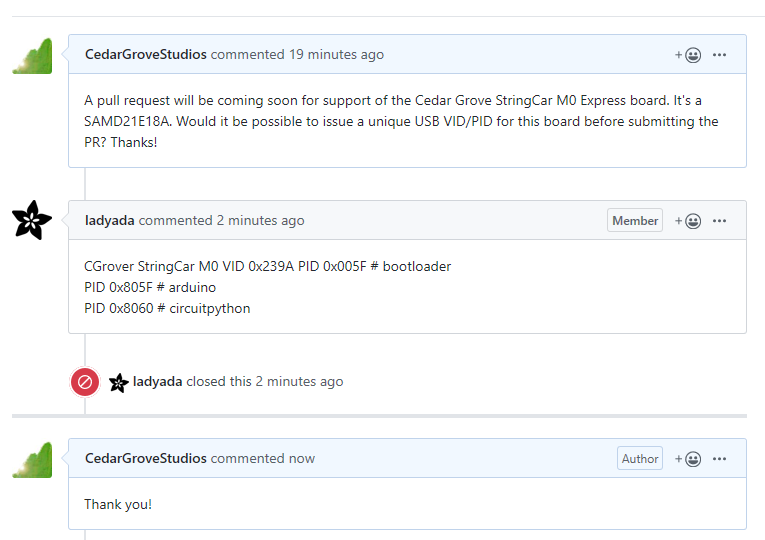 CedarGroveStudios commented 19 minutes ago
A pull request will be coming soon for support of the Cedar Grove StringCar M0 Express board. It's a
SAMD21E18A. Would it be possible to issue a unique USB VID/PID for this board before submitting the
PR? Thanks!
ladyada commented 2 minutes ago Member
CGrover StringCar M0 VID 0x239A PID 0x005F # bootloader
PID 0x805F # arduino
PID 0x8060 # circuitpython
ladyada closed this 2 minutes ago
CedarGroveStudios commented now Author
Thank you!